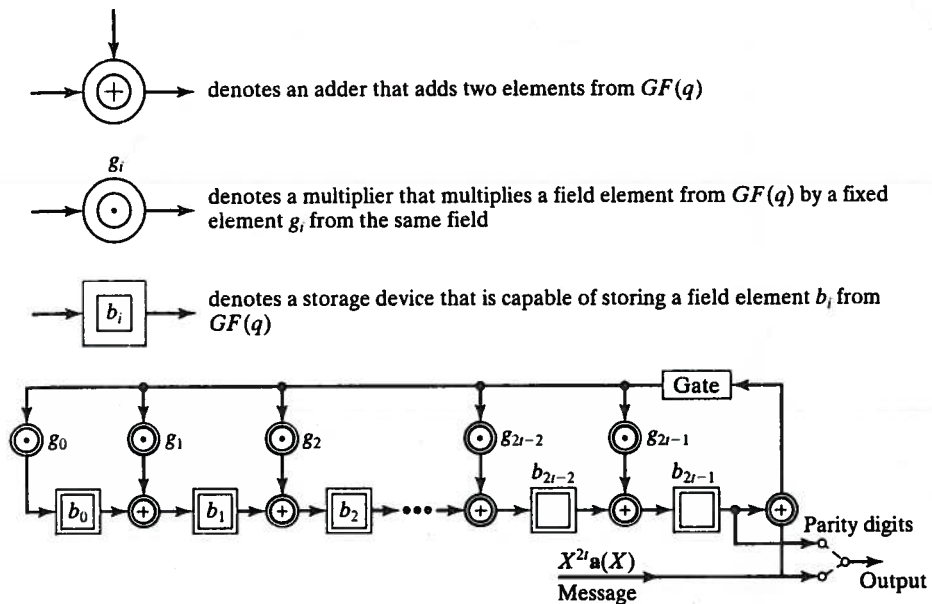 denotes an adder that adds two elements from GF(q)
g_i
denotes a multiplier that multiplies a field element from GF(q) by a fixed
element g_i from the same field
b_i
denotes a storage device that is capable of storing a field element b_i from
GF(q)
Gate
g_0
g_1
g_2
g_{2t-2}
g_{2t-1}
b_{2t-2}
b_{2t-1}
b_0
b_1
b_2
Parity digits
X^{2t}a(X)
Message
Output